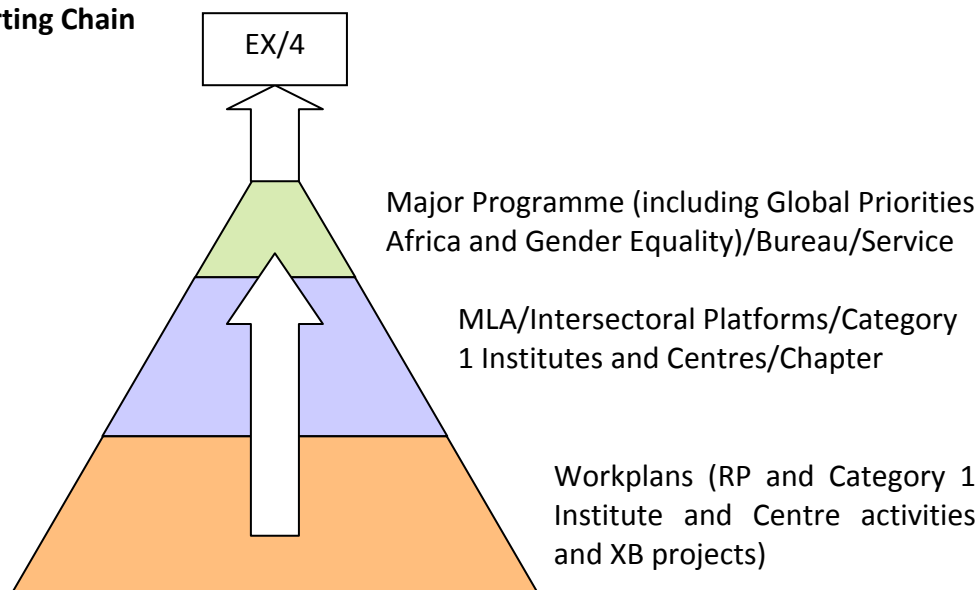 rting Chain
EX/4
Major Programme (including Global Priorities
Africa and Gender Equality)/Bureau/Service
MLA/Intersectoral Platforms/Category
1 Institutes and Centres/Chapter
Workplans (RP and Category 1
Institute and Centre activities
and XB projects)